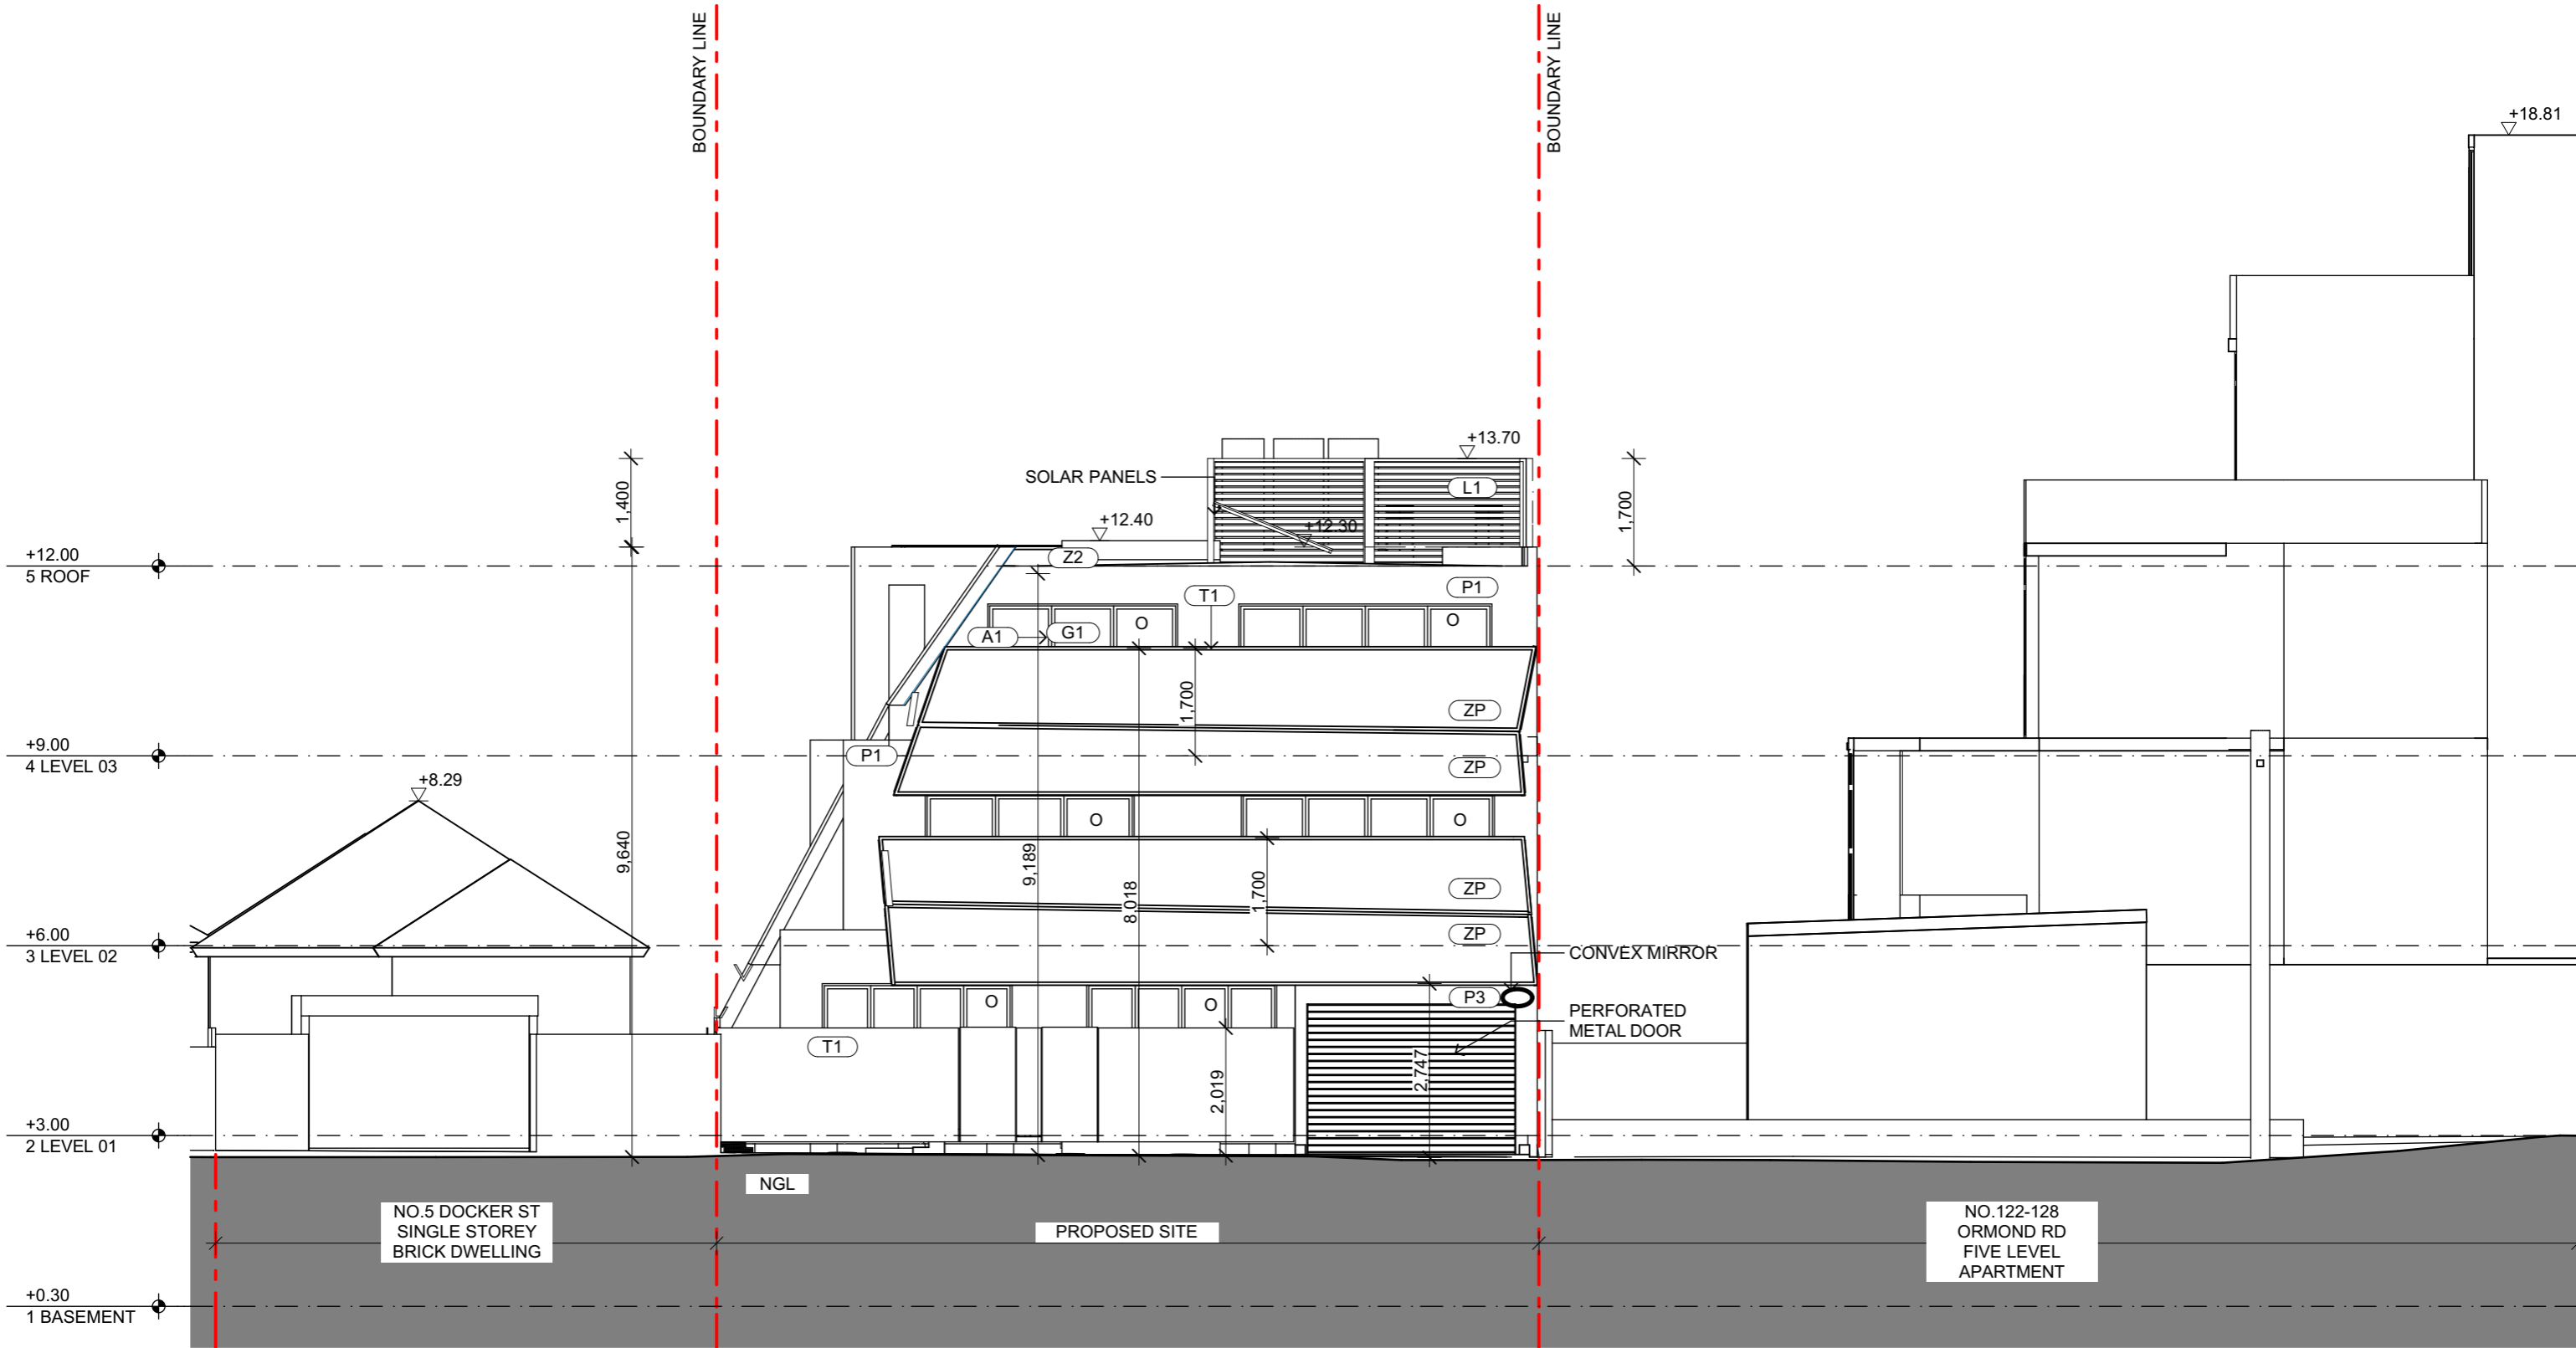 BOUNDARY LINE
BOUNDARY LINE
+18.81
+13.70
SOLAR PANELS
L1
1,400
1,700
+12.40
+12.30
+12.00
5 ROOF
Z2
P1
T1
A1
G1
O
O
1,700
ZP
+9.00
4 LEVEL 03
P1
ZP
+8.29
O
O
9,640
9,189
8,018
1,700
ZP
ZP
+6.00
3 LEVEL 02
CONVEX MIRROR
P3
O
O
PERFORATED
METAL DOOR
T1
2,019
2,747
+3.00
2 LEVEL 01
NGL
NO.5 DOCKER ST
SINGLE STOREY
BRICK DWELLING
PROPOSED SITE
NO.122-128
ORMOND RD
FIVE LEVEL
APARTMENT
+0.30
1 BASEMENT